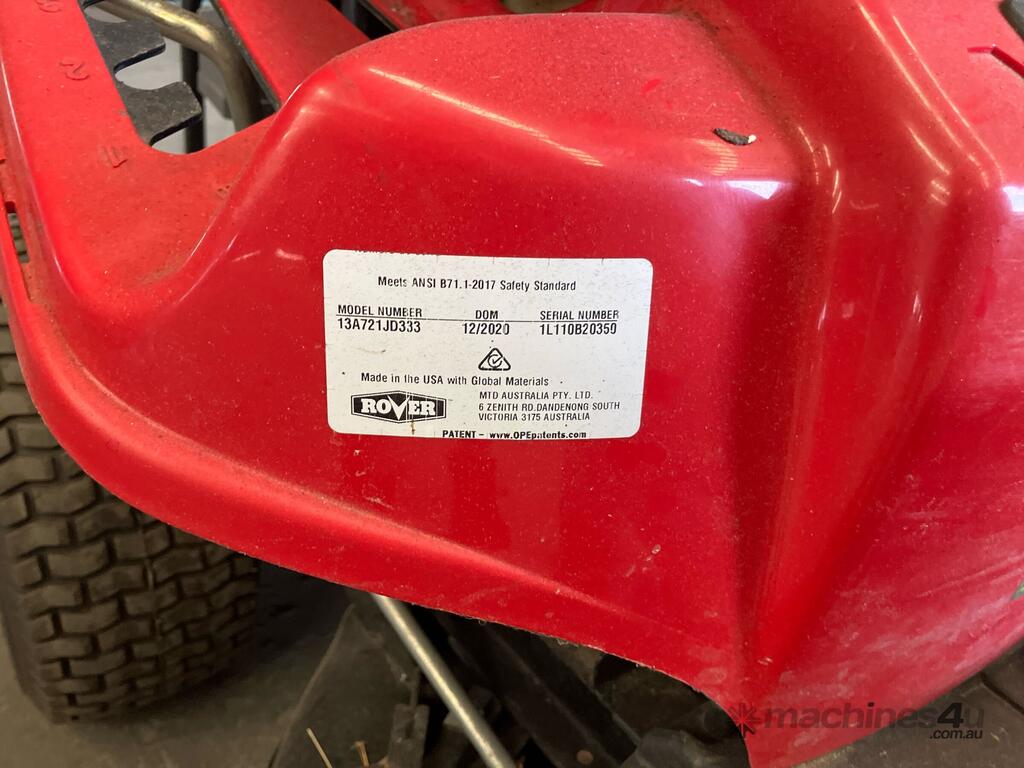 2
1
Meets ANSI B71.1-2017 Safety Standard
MODEL NUMBER DOM SERIAL NUMBER
13A721JD333 12/2020 1L110B20350
Made in the USA with Global Materials
ROVER
MTD AUSTRALIA PTY. LTD.
6 ZENITH RD.DANDENONG SOUTH
VICTORIA 3175 AUSTRALIA
PATENT – www.OPEpatents.com
machines4u
.com.au